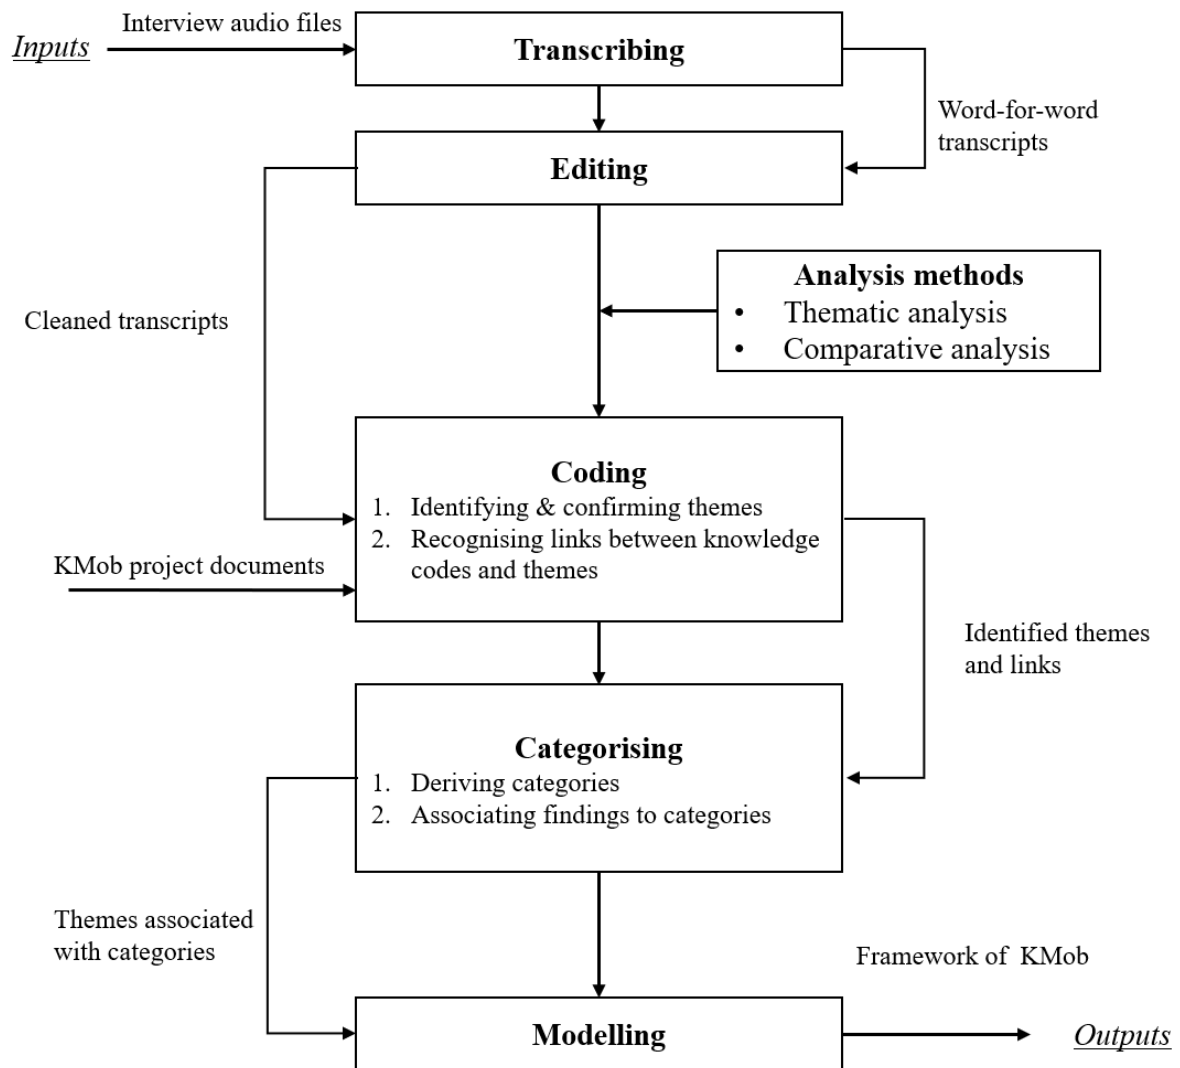 Interview audio files
Inputs
Transcribing
Word-for-word
transcripts
Editing
Analysis methods
• Thematic analysis
• Comparative analysis
Cleaned transcripts
Coding
1. Identifying & confirming themes
2. Recognising links between knowledge
codes and themes
KMob project documents
Identified themes
and links
Categorising
1. Deriving categories
2. Associating findings to categories
Themes associated
with categories
Framework of KMob
Modelling
Outputs